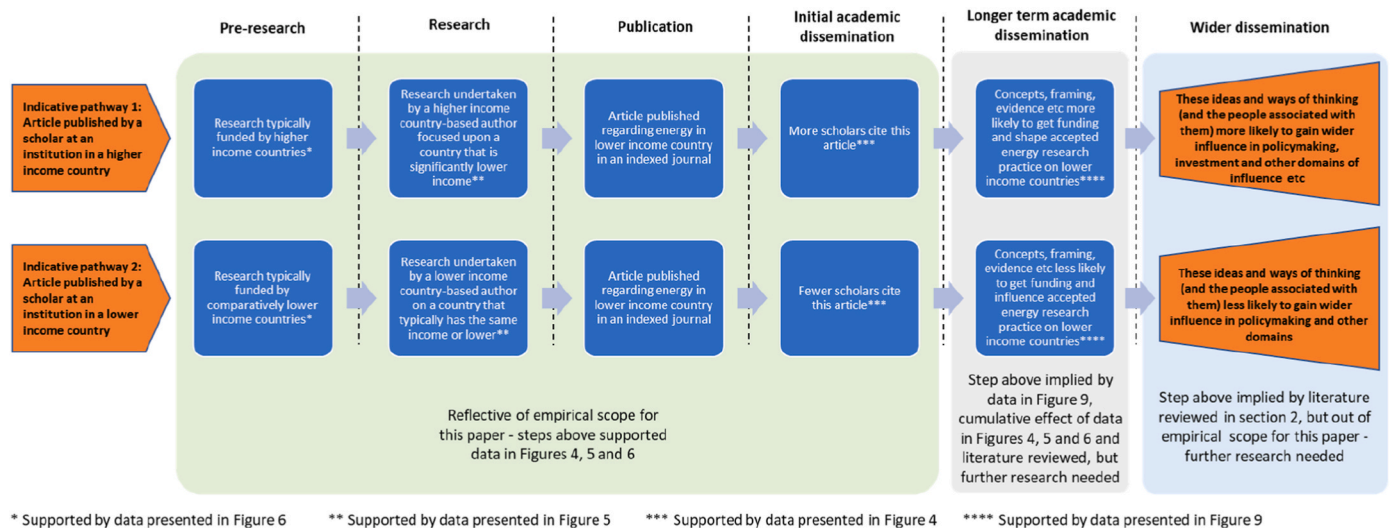 Pre-research
Research
Publication
Initial academic
dissemination
Longer term academic
dissemination
Wider dissemination
Indicative pathway 1:
Article published by a
scholar at an
institution in a higher
income country
Research typically
funded by higher
income countries*
Research undertaken
by a higher income
country-based author
focused upon a
country that is
significantly lower
income**
Article published
regarding energy in
lower income country
in an indexed journal
More scholars cite this
article***
Concepts, framing,
evidence etc more
likely to get funding
and shape accepted
energy research
practice on lower
income countries****
These ideas and ways of thinking
(and the people associated with
them) more likely to gain wider
influence in policymaking,
investment and other domains of
influence etc
Indicative pathway 2:
Article published by a
scholar at an
institution in a lower
income country
Research typically
funded by
comparatively lower
income countries*
Research undertaken
by a lower income
country-based author
on a country that
typically has the same
income or lower**
Article published
regarding energy in
lower income country
in an indexed journal
Fewer scholars cite
this article***
Concepts, framing,
evidence etc less likely
to get funding and
influence accepted
energy research
practice on lower
income countries****
These ideas and ways of thinking
(and the people associated with
them) less likely to gain wider
influence in policymaking and other
domains
Reflective of empirical scope for
this paper - steps above supported
data in Figures 4, 5 and 6
Step above implied by
data in Figure 9,
cumulative effect of data
in Figures 4, 5 and 6 and
literature reviewed, but
further research needed
Step above implied by literature
reviewed in section 2, but out of
empirical scope for this paper -
further research needed
* Supported by data presented in Figure 6
** Supported by data presented in Figure 5
*** Supported by data presented in Figure 4
**** Supported by data presented in Figure 9